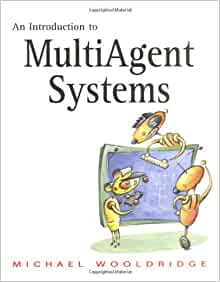 An Introduction to
MultiAgent
Systems
MICHAEL WOOLDRIDGE